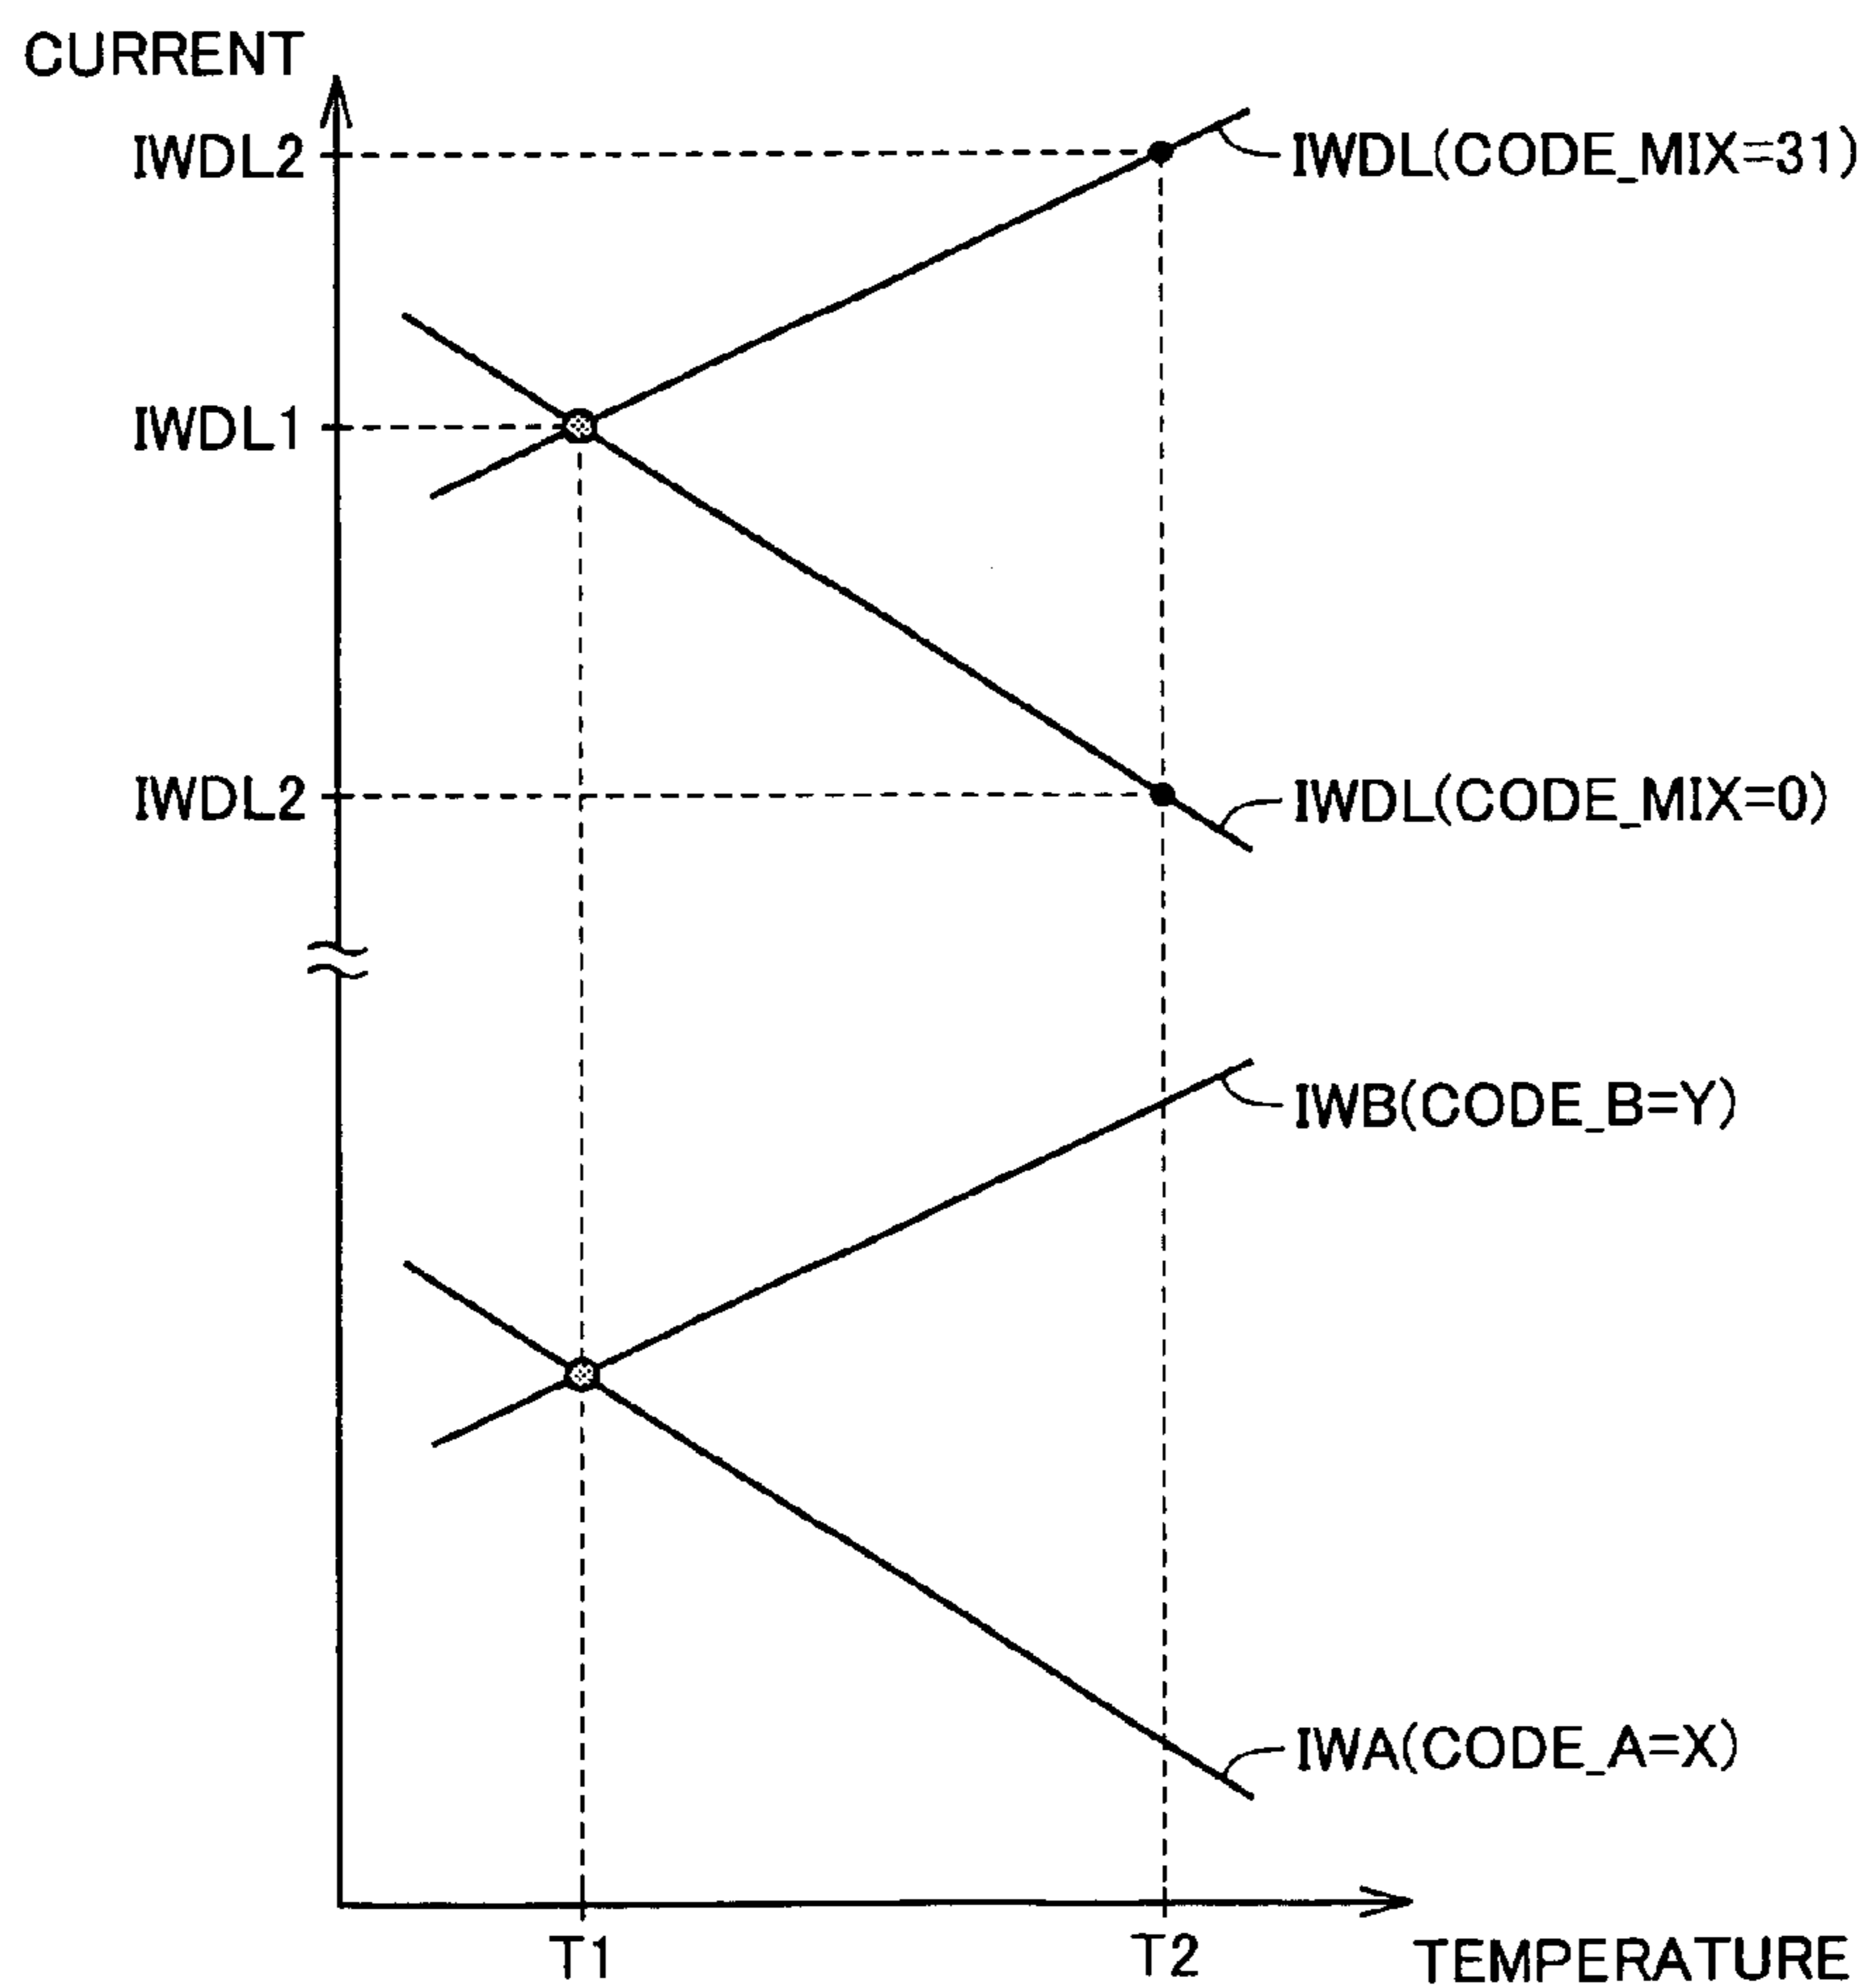 CURRENT
IWDL2
IWDL(CODE_MIX=31)
IWDL1
IWDL2
IWDL(CODE_MIX=0)
IWB(CODE_B=Y)
IWA(CODE_A=X)
T1
T2
TEMPERATURE